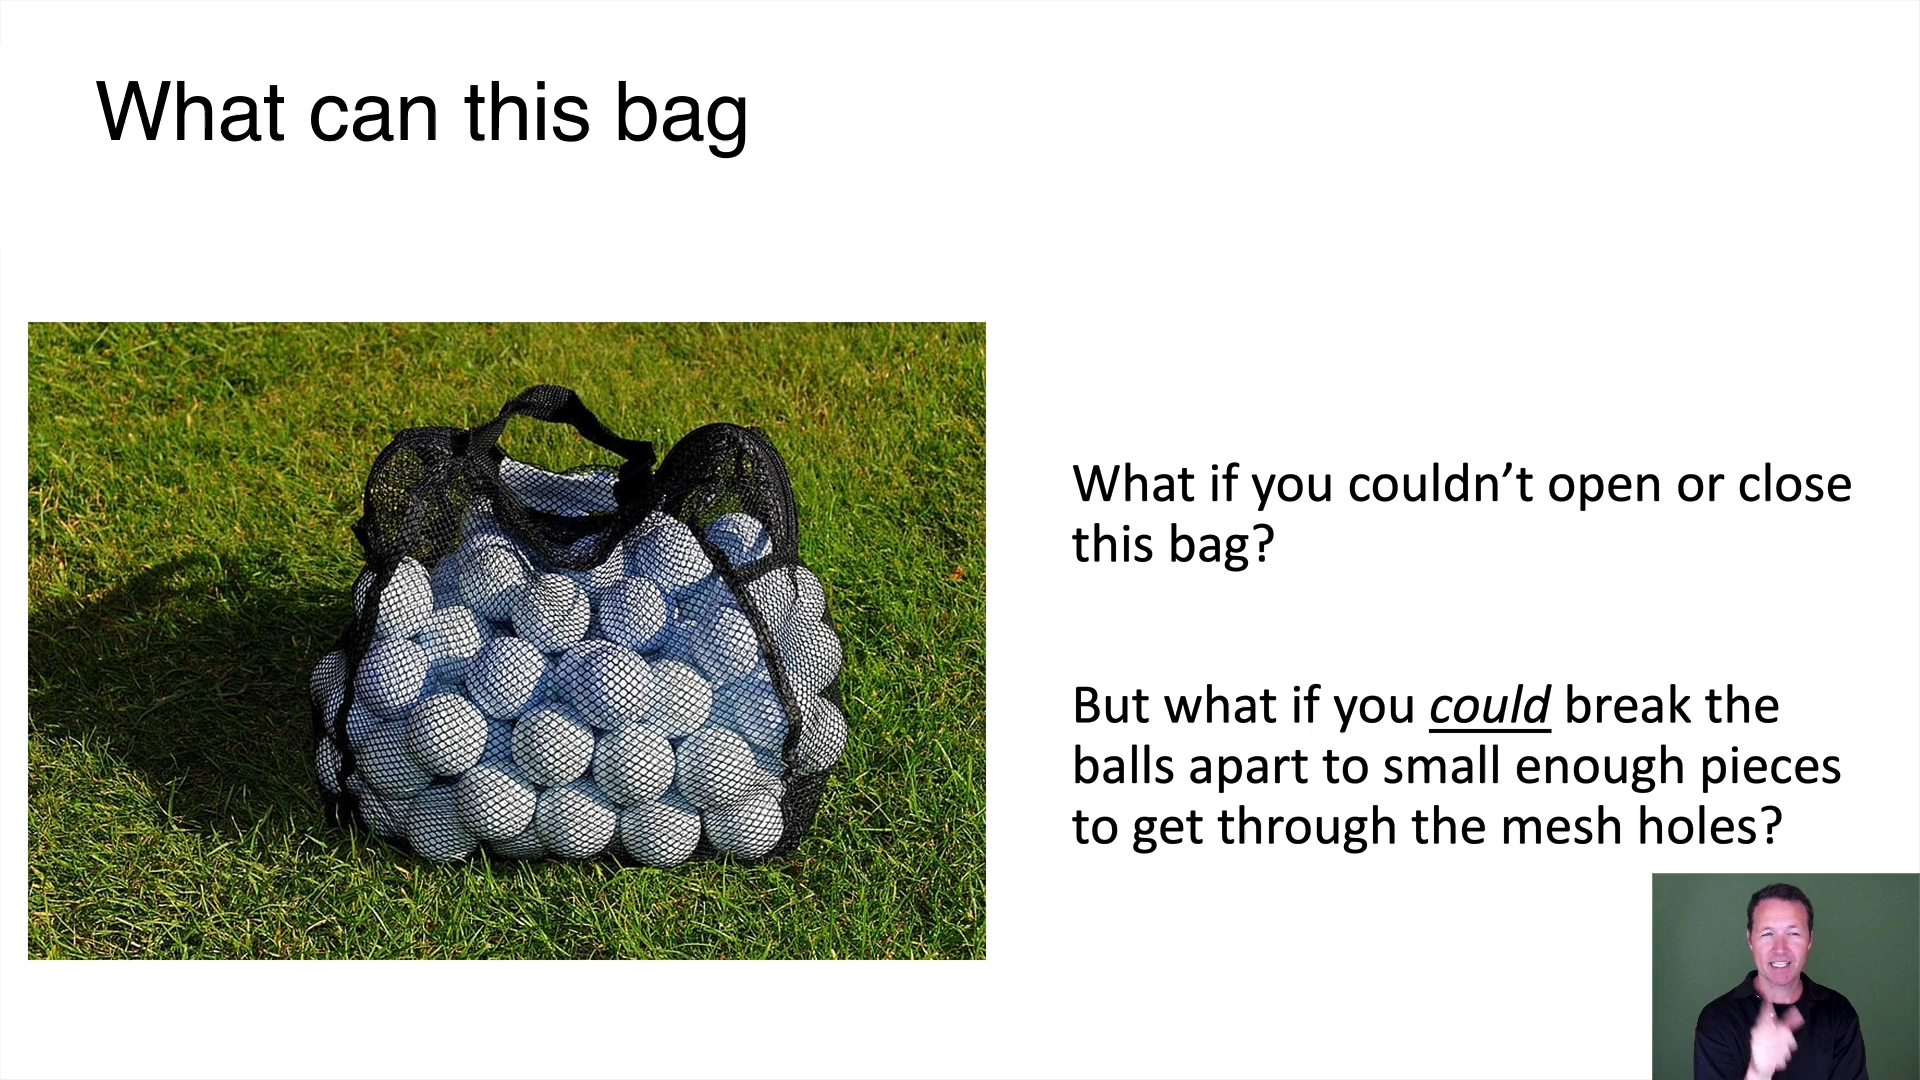 What can this bag
What if you couldn’t open or close
this bag?
But what if you could break the
balls apart to small enough pieces
to get through the mesh holes?